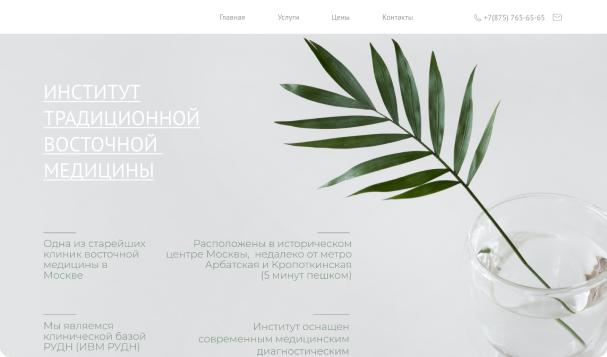 Главная Услуги Цены Контакты +7(875) 765-65-65
ИНСТИТУТ
ТРАДИЦИОННОЙ
ВОСТОЧНОЙ
МЕДИЦИНЫ
Одна из старейших
клиник восточной
медицины в
Москве
Расположены в историческом
центре Москвы, недалеко от метро
Арбатская и Кропоткинская
(5 минут пешком)
Мы являемся
клинической базой
РУДН (ИВМ РУДН)
Институт оснащен
современным медицинским
диагностическим